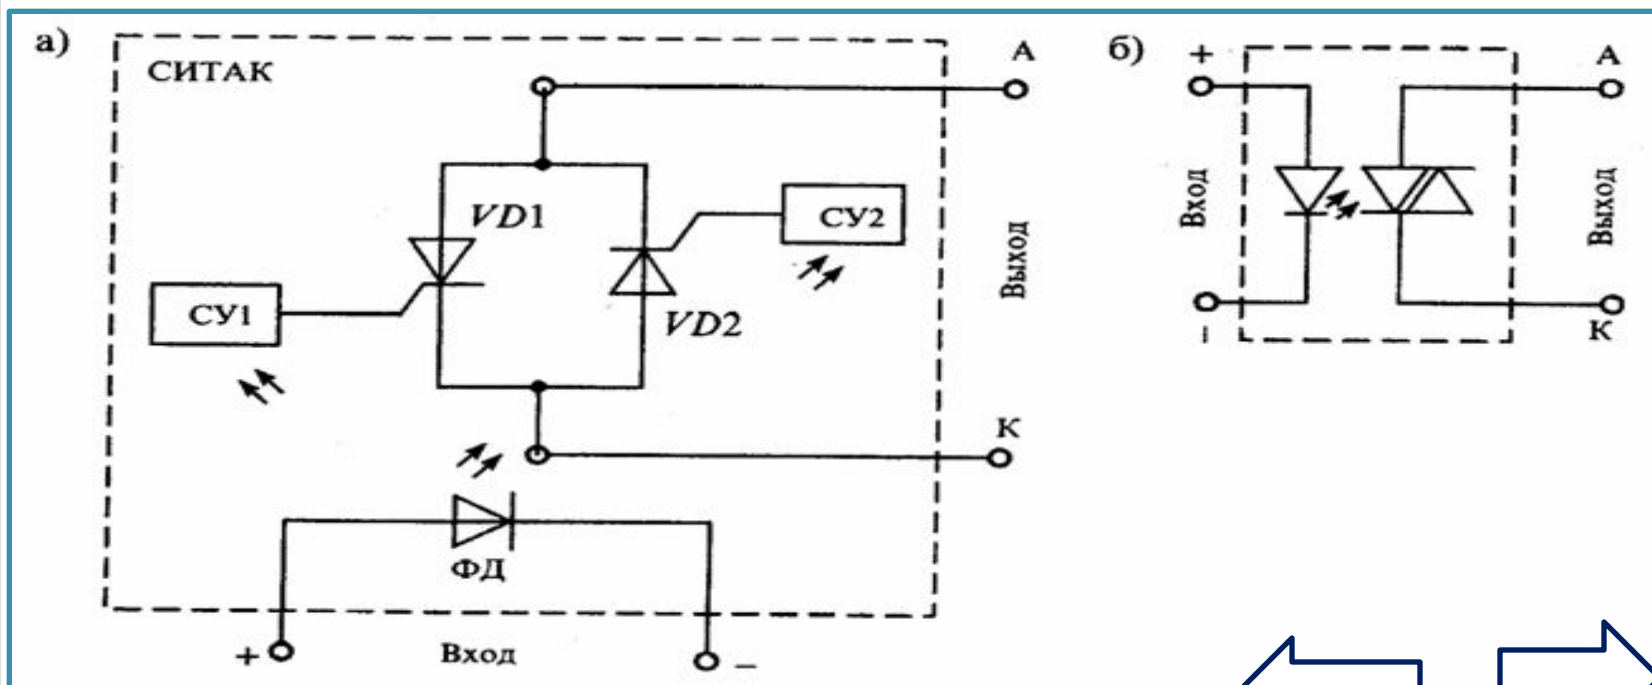 а)
СИТАК
А
VD1
СУ2
СУ1
VD2
Выход
К
ФД
+
Вход
−
б)
+
А
Вход
Выход
−
К